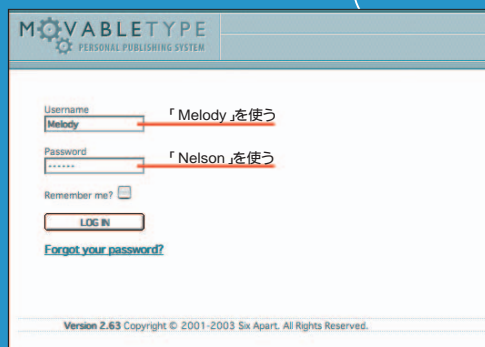 MOVABLETYPE
PERSONAL PUBLISHING SYSTEM
Username
Melody
「Melody」を使う
Password
······
「Nelson」を使う
Remember me?
LOG IN
Forgot your password?
Version 2.63 Copyright © 2001-2003 Six Apart. All Rights Reserved.